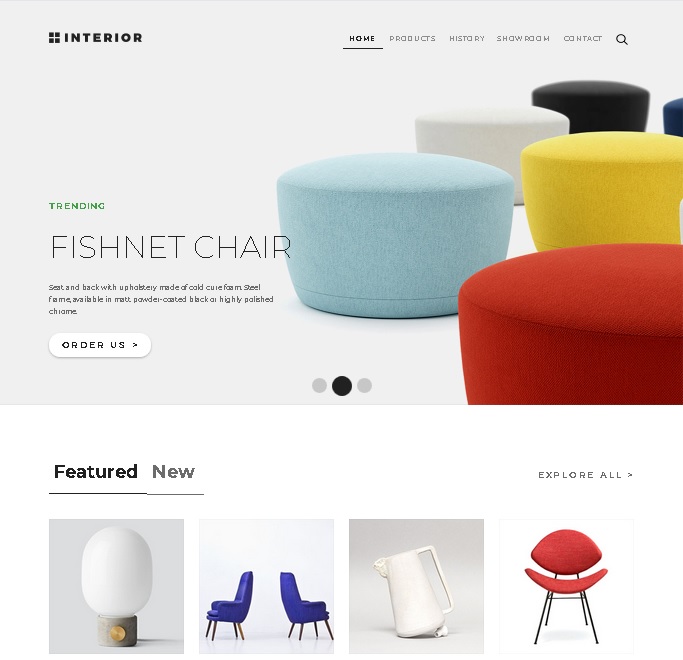 INTERIOR
HOME PRODUCTS HISTORY SHOWROOM CONTACT
TRENDING
FISHNET CHAIR
Seat and back with upholstery made of cold cure foam. Steel
frame, available in matt powder-coated black or highly polished
chrome.
ORDER US >
Featured New
EXPLORE ALL >